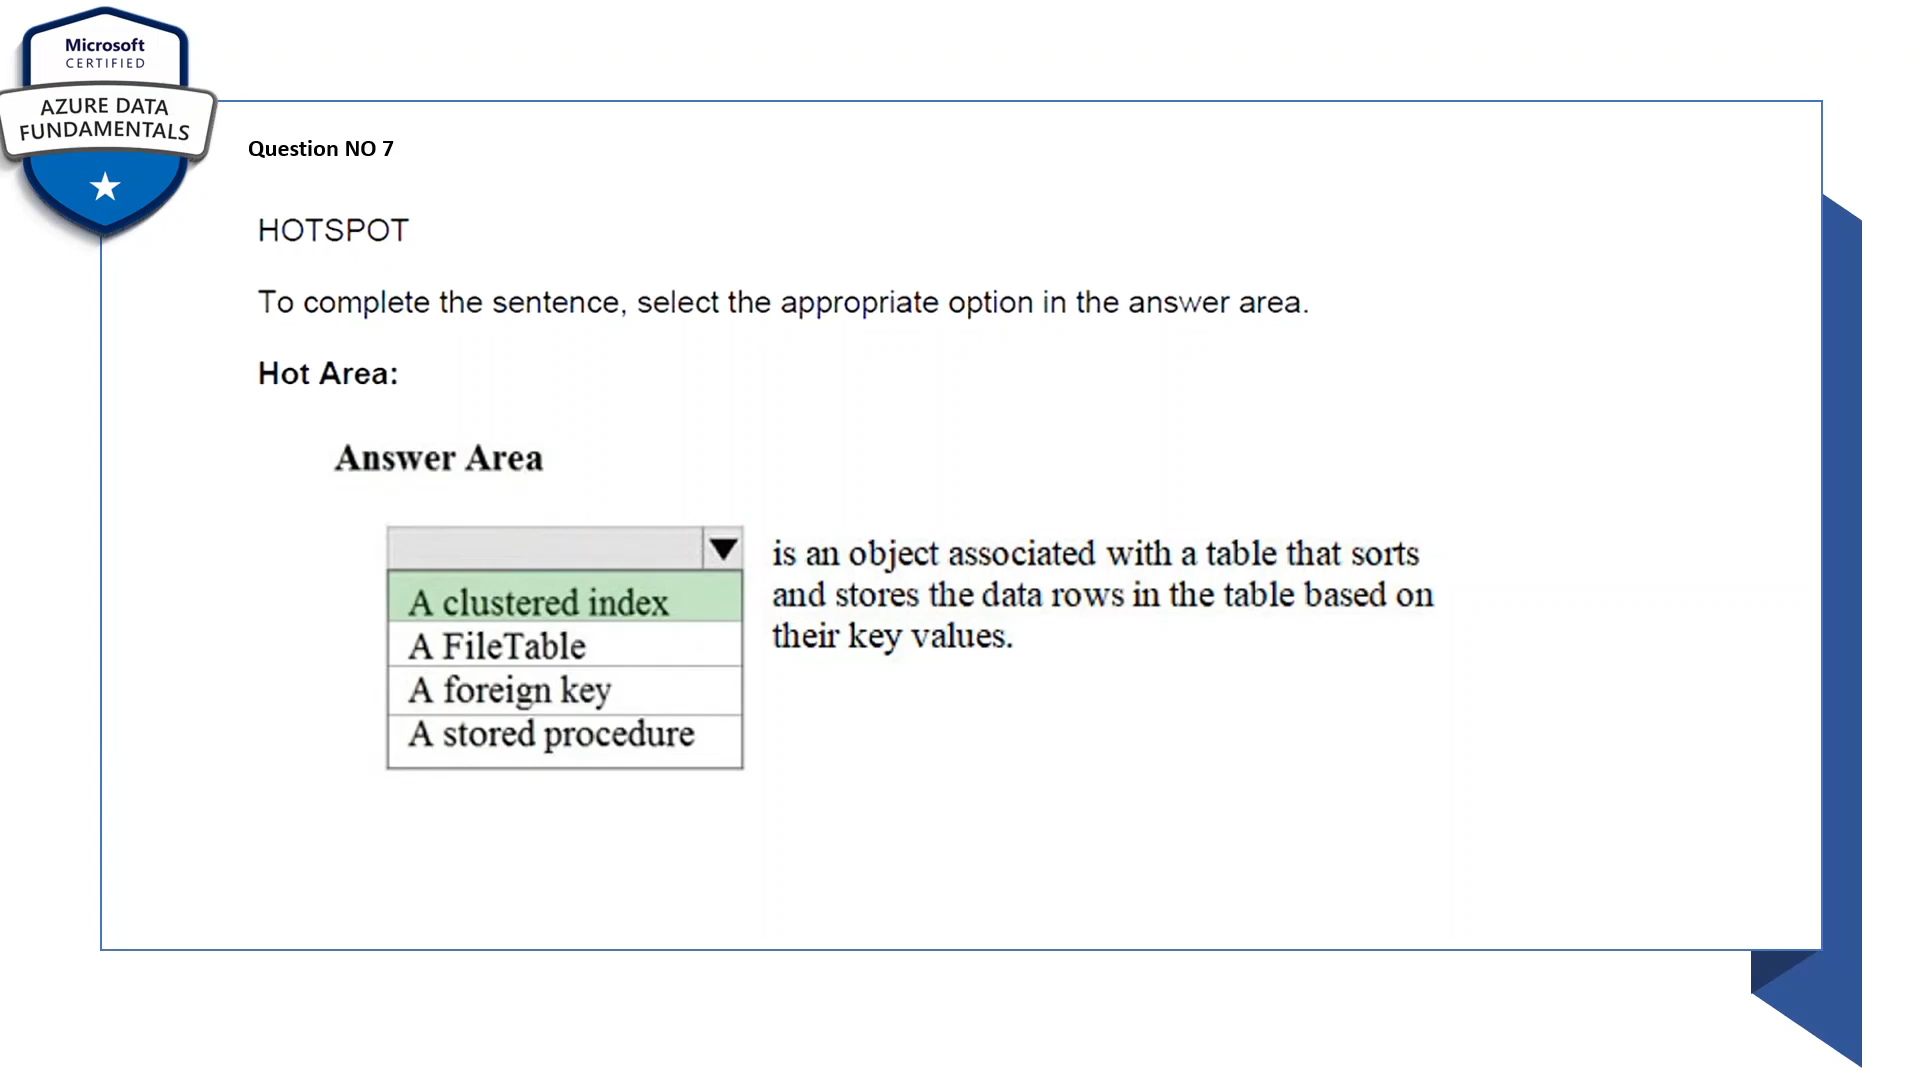 Microsoft
CERTIFIED
AZURE DATA
FUNDAMENTALS
Question NO 7
HOTSPOT
To complete the sentence, select the appropriate option in the answer area.
Hot Area:
Answer Area
A clustered index
A FileTable
A foreign key
A stored procedure
is an object associated with a table that sorts
and stores the data rows in the table based on
their key values.